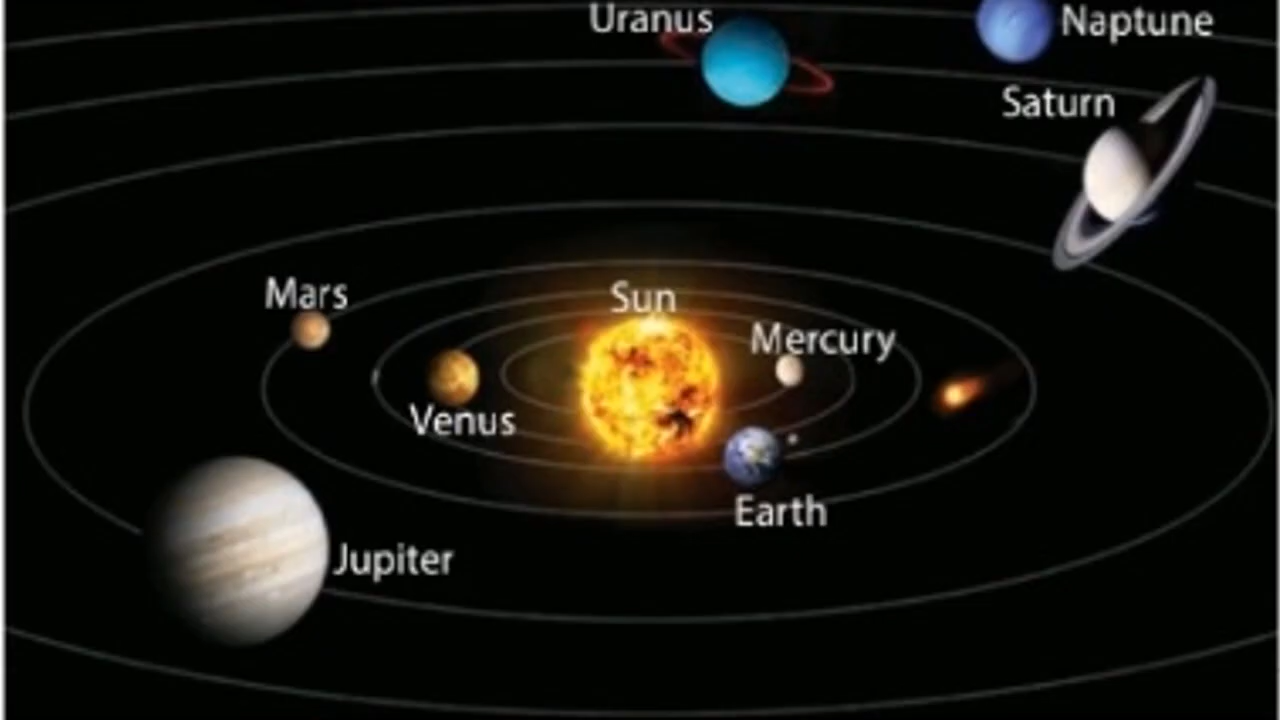 Uranus
Naptune
Saturn
Mars
Sun
Mercury
Venus
Earth
Jupiter